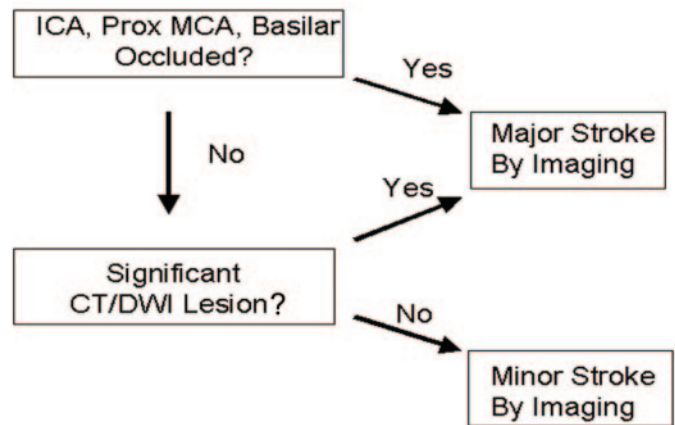 ICA, Prox MCA, Basilar
Occluded?
Yes
Major Stroke
By Imaging
No
Yes
Significant
CT/DWI Lesion?
No
Minor Stroke
By Imaging